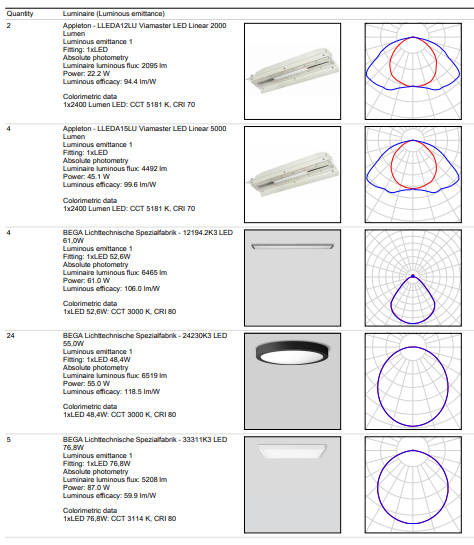 Quantity Luminaire (Luminous emittance)
2 Appleton - LLEDA12LU Viamaster LED Linear 2000
Lumen
Luminous emittance 1
Fitting: 1xLED
Absolute photometry
Luminaire luminous flux: 2095 lm
Power: 22.2 W
Luminous efficacy: 94.4 lm/W
Colorimetric data
1x2400 Lumen LED: CCT 5181 K, CRI 70
4 Appleton - LLEDA15LU Viamaster LED Linear 5000
Lumen
Luminous emittance 1
Fitting: 1xLED
Absolute photometry
Luminaire luminous flux: 4492 lm
Power: 45.1 W
Luminous efficacy: 99.6 lm/W
Colorimetric data
1x2400 Lumen LED: CCT 5181 K, CRI 70
4 BEGA Lichttechnische Spezialfabrik - 12194.2K3 LED
61,0W
Luminous emittance 1
Fitting: 1xLED 52,6W
Absolute photometry
Luminaire luminous flux: 6465 lm
Power: 61.0 W
Luminous efficacy: 106.0 lm/W
Colorimetric data
1xLED 52,6W: CCT 3000 K, CRI 80
24 BEGA Lichttechnische Spezialfabrik - 24230K3 LED
55,0W
Luminous emittance 1
Fitting: 1xLED 48,4W
Absolute photometry
Luminaire luminous flux: 6519 lm
Power: 55.0 W
Luminous efficacy: 118.5 lm/W
Colorimetric data
1xLED 48,4W: CCT 3000 K, CRI 80
5 BEGA Lichttechnische Spezialfabrik - 33311K3 LED
76,8W
Luminous emittance 1
Fitting: 1xLED 76,8W
Absolute photometry
Luminaire luminous flux: 5208 lm
Power: 87.0 W
Luminous efficacy: 59.9 lm/W
Colorimetric data
1xLED 76,8W: CCT 3114 K, CRI 80